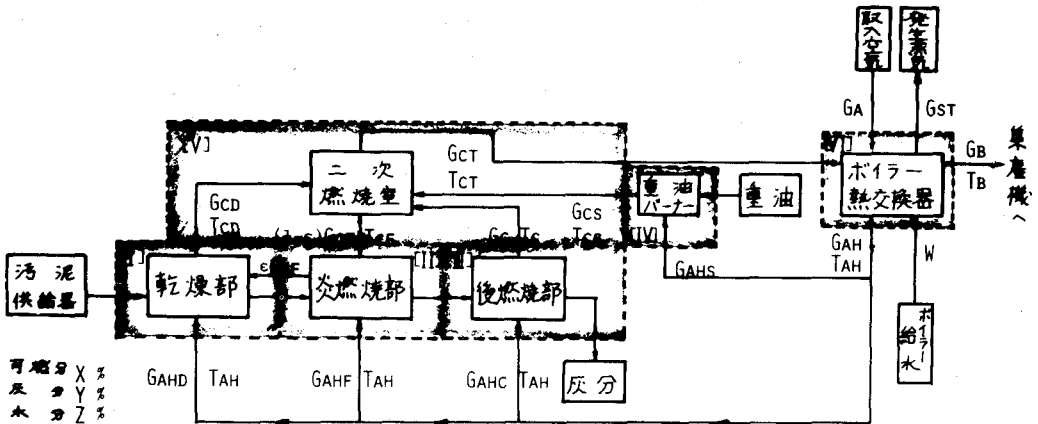 取入空気
発生蒸気
GA
GST
[V]
GCT
TCT
二次
燃焼室
重油
バーナー
重油
[VI]
ボイラー
熱交換器
GB
TB
集塵機へ
GCD
TCD
GCS
[IV]
GAH
TAH
W
GAHS
汚泥
供給器
[I]
乾燥部
炎燃焼部
後燃焼部
ボイラー
給水
可燃分 X %
灰分 Y %
水分 Z %
GAHD TAH
GAHF TAH
GAHC TAH
灰分